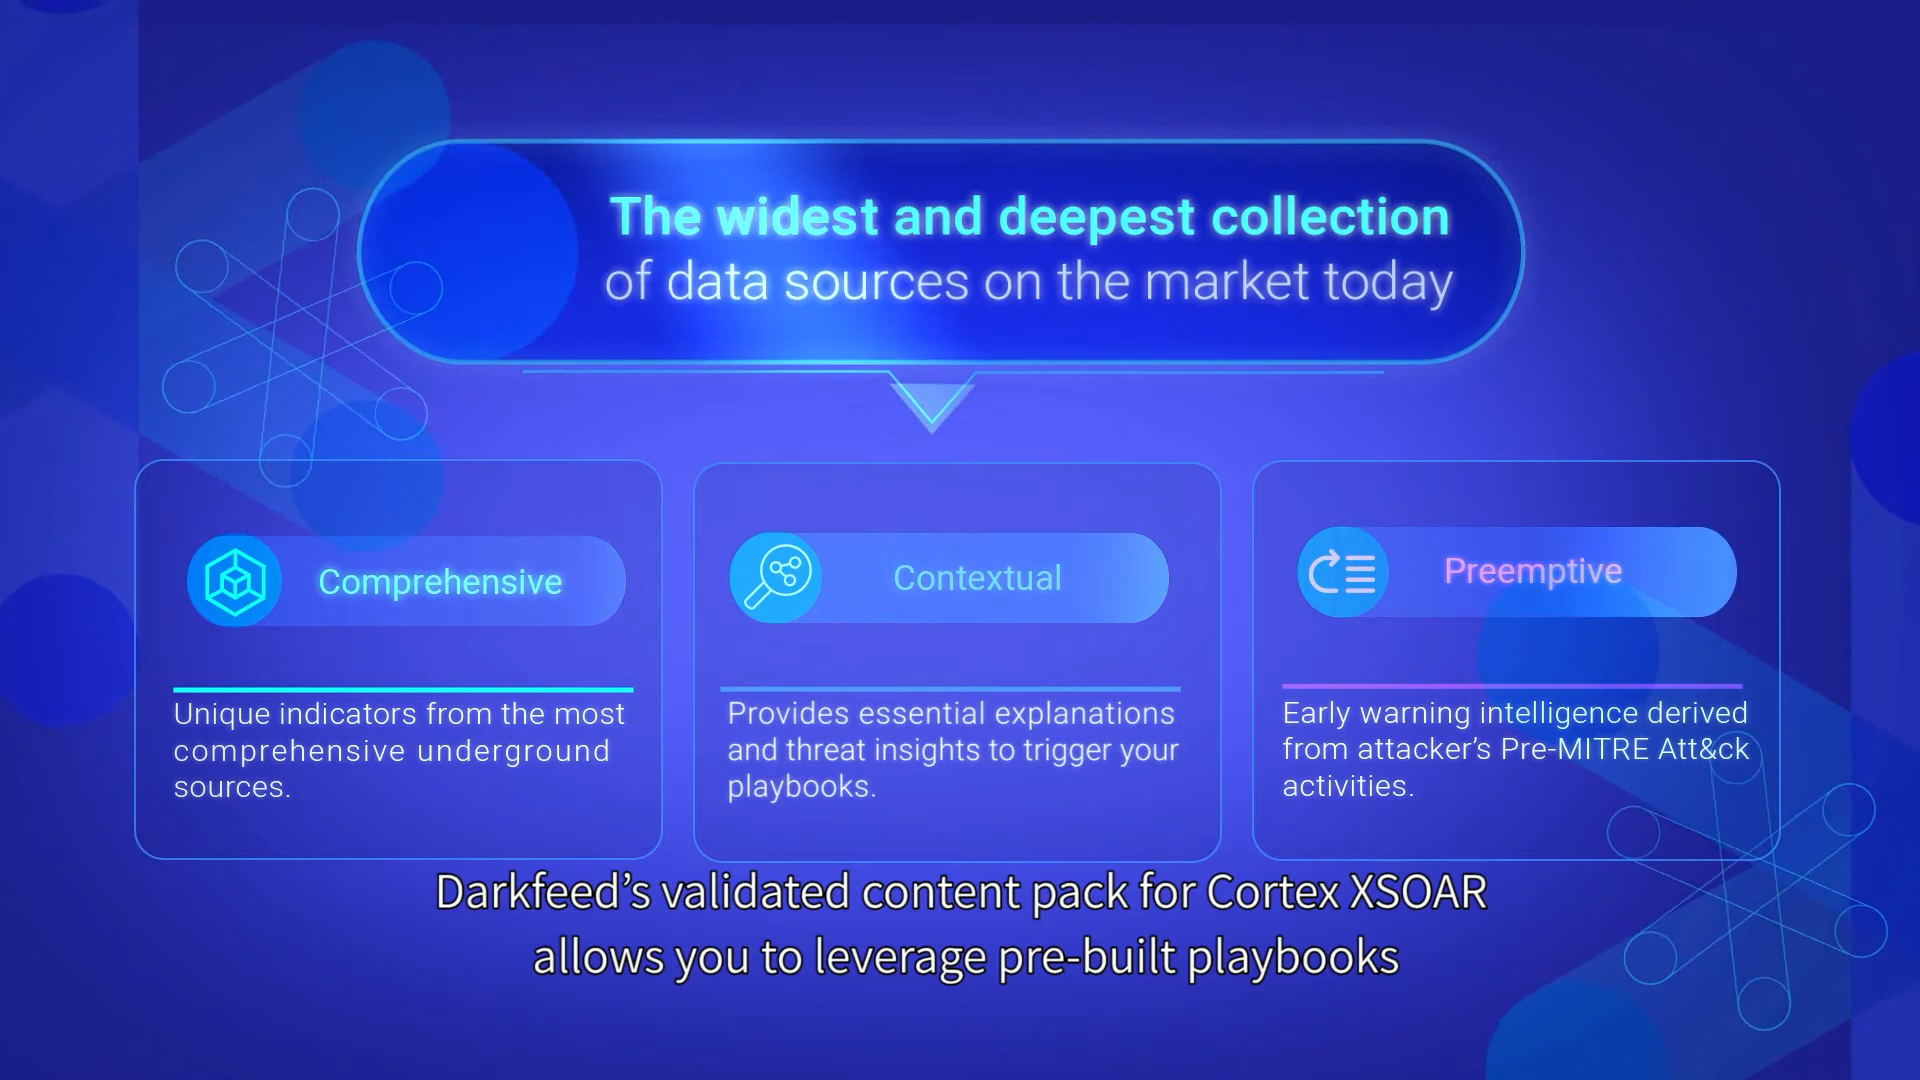 The widest and deepest collection
of data sources on the market today
Comprehensive
Unique indicators from the most
comprehensive underground
sources.
Contextual
Provides essential explanations
and threat insights to trigger your
playbooks.
Preemptive
Early warning intelligence derived
from attacker’s Pre-MITRE Att&ck
activities.
Darkfeed’s validated content pack for Cortex XSOAR
allows you to leverage pre-built playbooks